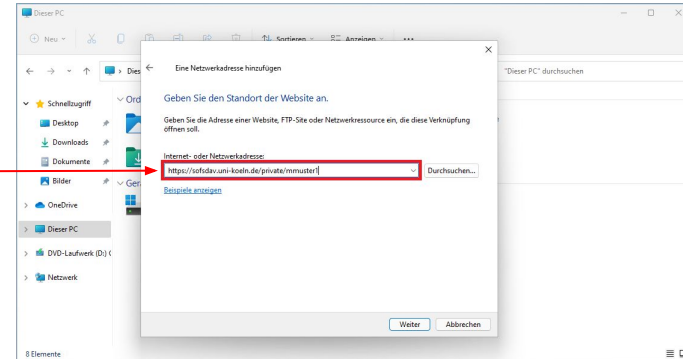 Dieser PC
Neu
Sortieren
Anzeigen
Dies
"Dieser PC" durchsuchen
Eine Netzwerkadresse hinzufügen
Schnellzugriff
Desktop
Downloads
Dokumente
Bilder
OneDrive
Dieser PC
DVD-Laufwerk (D:) (
Netzwerk
Ord
Ger
Geben Sie den Standort der Website an.
Geben Sie die Adresse einer Website, FTP-Site oder Netzwerkressource ein, die diese Verknüpfung
öffnen soll.
Internet- oder Netzwerkadresse:
https://sofsdav.uni-koeln.de/private/mmuster1
Durchsuchen...
Beispiele anzeigen
Weiter
Abbrechen
8 Elemente